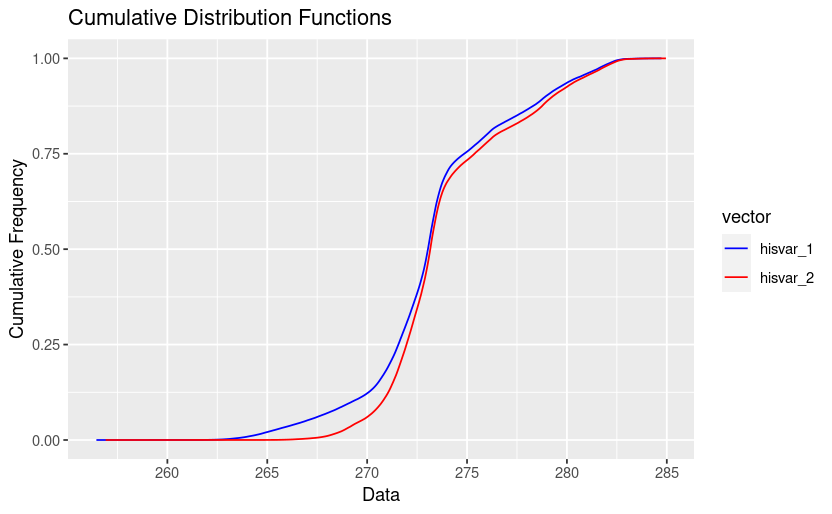 Cumulative Distribution Functions
Cumulative Frequency
1.00
0.75
0.50
0.25
0.00
260
265
270
275
280
285
Data
vector
hisvar_1
hisvar_2